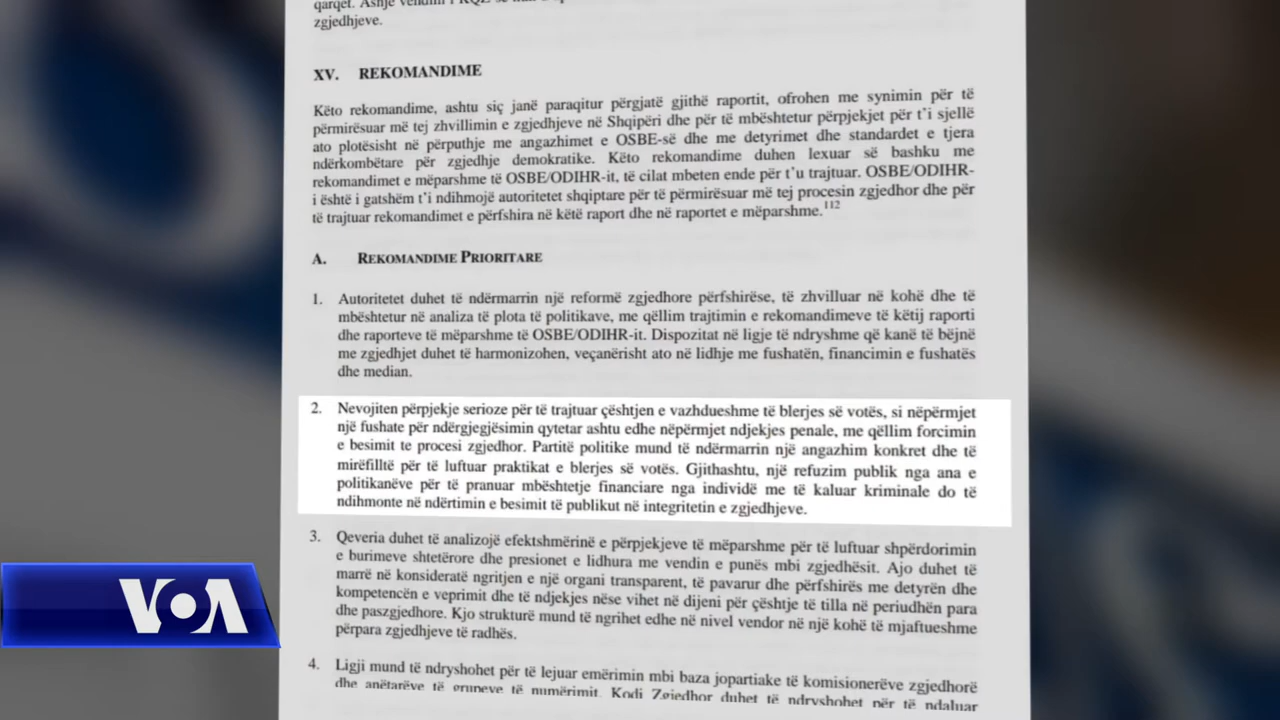 zgjedhjeve.
XV. REKOMANDIME
Këto rekomandime, ashtu siç janë paraqitur përgjatë gjithë raportit, ofrohen me synimin për të
përmirësuar më tej zhvillimin e zgjedhjeve në Shqipëri dhe për të mbështetur përpjekjet për t'i sjellë
ato plotësisht në përputhje me angazhimet e OSBE-së dhe me detyrimet dhe standardet e tjera
ndërkombëtare për zgjedhje demokratike. Këto rekomandime duhen lexuar së bashku me
rekomandimet e mëparshme të OSBE/ODIHR-it, të cilat mbeten ende për t'u trajtuar. OSBE/ODIHR-
i është i gatshëm t'i ndihmojë autoritetet shqiptare për të përmirësuar më tej procesin zgjedhor dhe për
të trajtuar rekomandimet e përfshira në këtë raport dhe në raportet e mëparshme.112
A. REKOMANDIME PRIORITARE
1. Autoritetet duhet të ndërmarrin një reformë zgjedhore përfshirëse, të zhvilluar në kohë dhe të
mbështetur në analiza të plota të politikave, me qëllim trajtimin e rekomandimeve të këtij raporti
dhe raporteve të mëparshme të OSBE/ODIHR-it. Dispozitat në ligje të ndryshme që kanë të bëjnë
me zgjedhjet duhet të harmonizohen, veçanërisht ato në lidhje me fushatën, financimin e fushatës
dhe median.
2. Nevojiten përpjekje serioze për të trajtuar çështjen e vazhdueshme të blerjes së votës, si nëpërmjet
një fushate për ndërgjegjësimin qytetar ashtu edhe nëpërmjet ndjekjes penale, me qëllim forcimin
e besimit te procesi zgjedhor. Partitë politike mund të ndërmarrin një angazhim konkret dhe të
mirëfilltë për të luftuar praktikat e blerjes së votës. Gjithashtu, një refuzim publik nga ana e
politikanëve për të pranuar mbështetje financiare nga individë me të kaluar kriminale do të
ndihmonte në ndërtimin e besimit të publikut në integritetin e zgjedhjeve.
3. Qeveria duhet të analizojë efektshmërinë e përpjekjeve të mëparshme për të luftuar shpërdorimin
e burimeve shtetërore dhe presionet e lidhura me vendin e punës mbi zgjedhësit. Ajo duhet të
marrë në konsideratë ngritjen e një organi transparent, të pavarur dhe përfshirës me detyrën dhe
kompetencën e veprimit dhe të ndjekjes nëse vihet në dijeni për çështje të tilla në periudhën para
dhe paszgjedhore. Kjo strukturë mund të ngrihet edhe në nivel vendor në një kohë të mjaftueshme
përpara zgjedhjeve të radhës.
4. Ligji mund të ndryshohet për të lejuar emërimin mbi baza jopartiake të komisionerëve zgjedhorë
dhe anëtarëve të grupeve të numërimit. Kodi Zgjedhor duhet të ndryshohet për të ndaluar
VOA